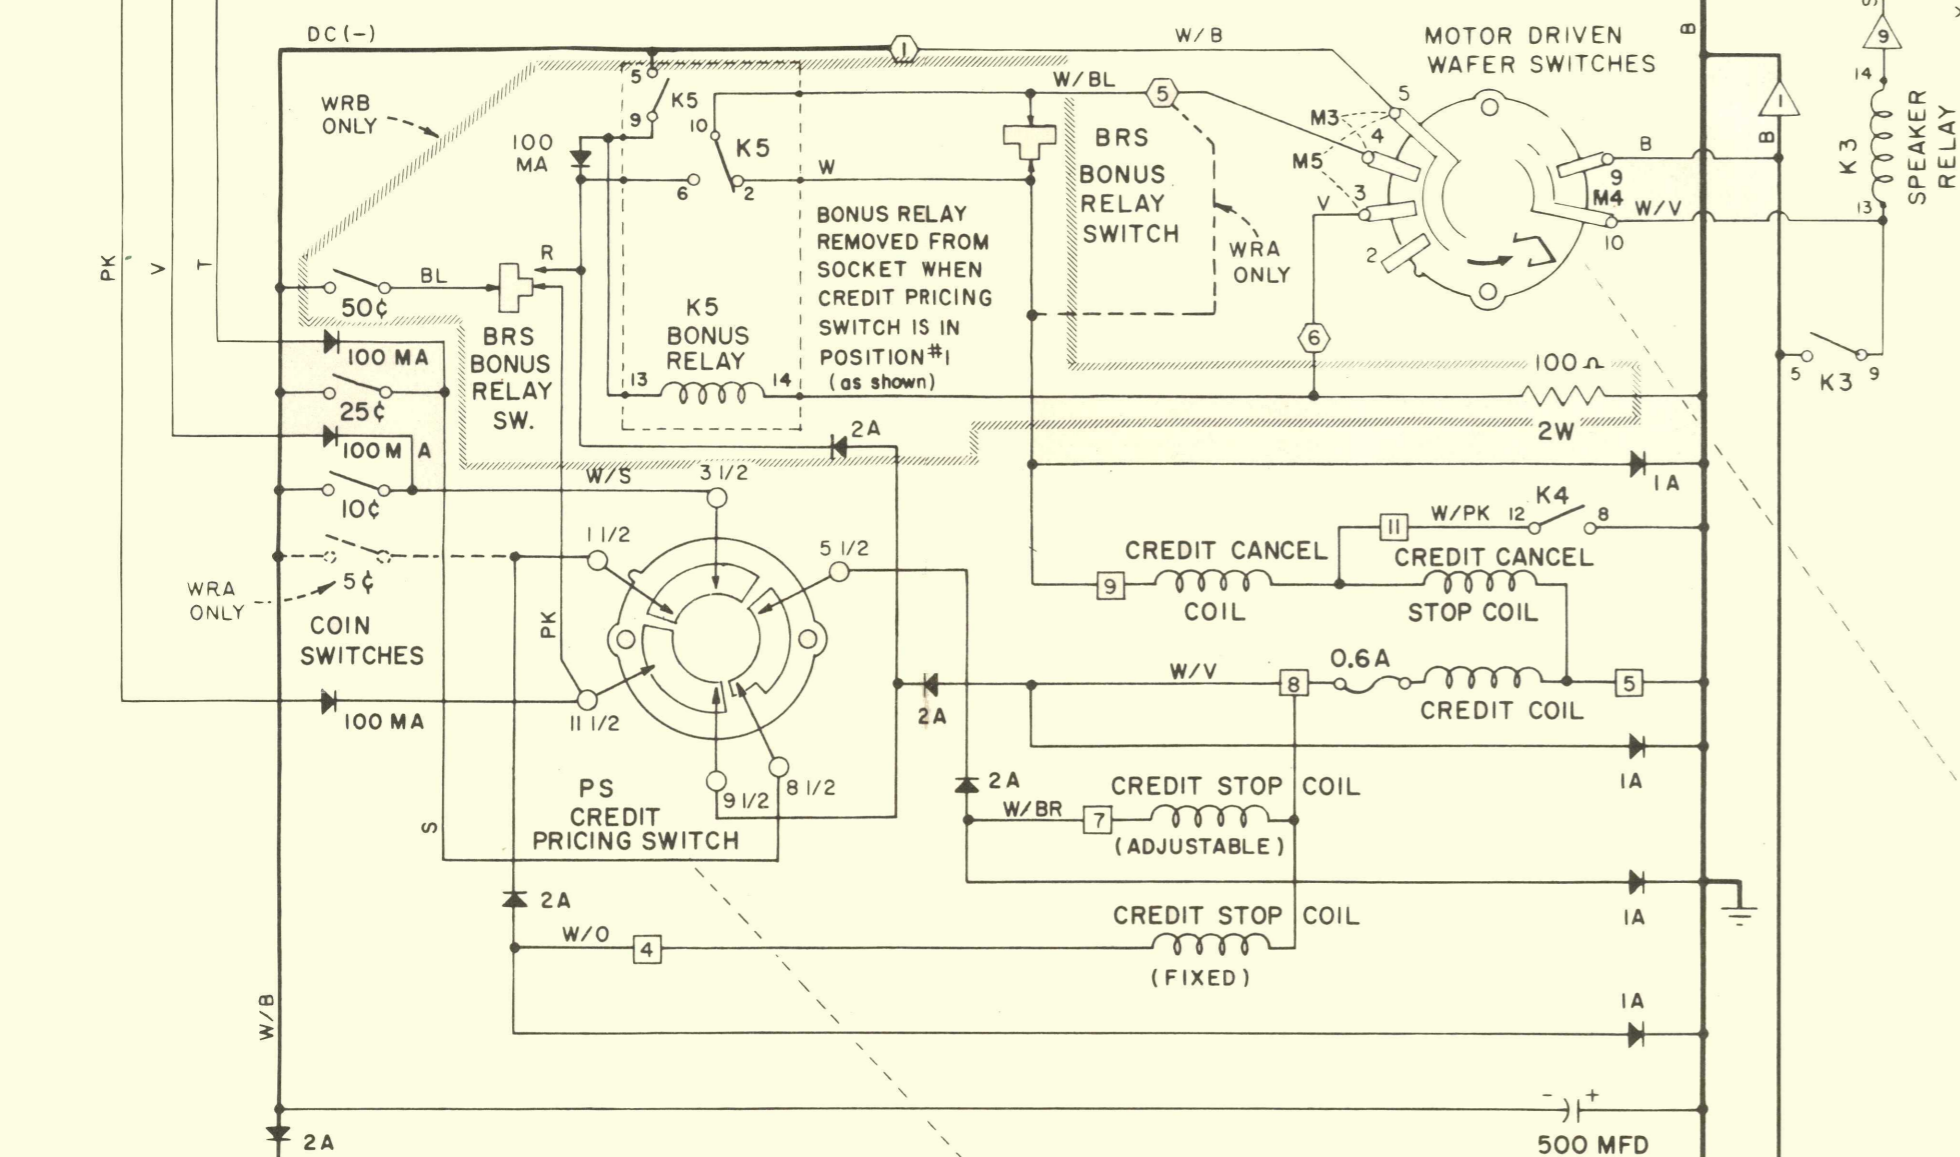 DC(-)
1
W/B
MOTOR DRIVEN
WAFER SWITCHES
B
9
14
WRB
ONLY
5
K5
9
10
K5
100
MA
6
2
W
W/BL
5
BRS
BONUS
RELAY
SWITCH
WRA
ONLY
M3
M5
5
4
3
2
V
B
9
M4
W/V
10
1
B
K3
SPEAKER
RELAY
13
BONUS RELAY
REMOVED FROM
SOCKET WHEN
CREDIT PRICING
SWITCH IS IN
POSITION #1
(as shown)
PK
V
T
R
BL
50¢
BRS
BONUS
RELAY
SW.
K5
BONUS
RELAY
13
14
6
100 Ω
2W
5
K3
9
100 MA
25¢
100 MA
10¢
W/S
2A
1A
3 1/2
1 1/2
5 1/2
WRA
ONLY
5¢
COIN
SWITCHES
PK
11
W/PK
12
K4
8
CREDIT CANCEL
COIL
9
CREDIT CANCEL
STOP COIL
100 MA
11 1/2
9 1/2
8 1/2
2A
W/V
8
0.6A
CREDIT COIL
5
1A
PS
CREDIT
PRICING SWITCH
S
2A
W/BR
7
CREDIT STOP COIL
(ADJUSTABLE)
1A
2A
W/O
4
CREDIT STOP COIL
(FIXED)
1A
W/B
2A
- +
500 MFD